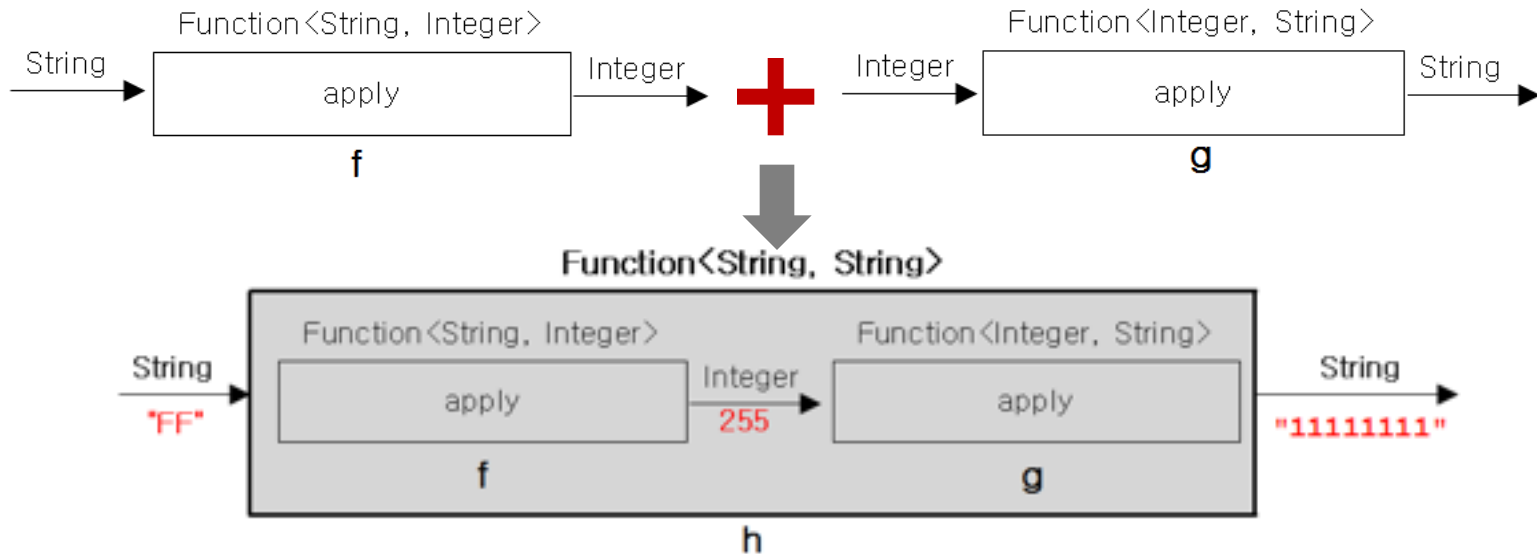 Function<String, Integer>
Function<Integer, String>
String
apply
Integer
Integer
apply
String
f
g
Function<String, String>
Function<String, Integer>
Function<Integer, String>
String
apply
Integer
apply
String
"FF"
255
"11111111"
f
g
h